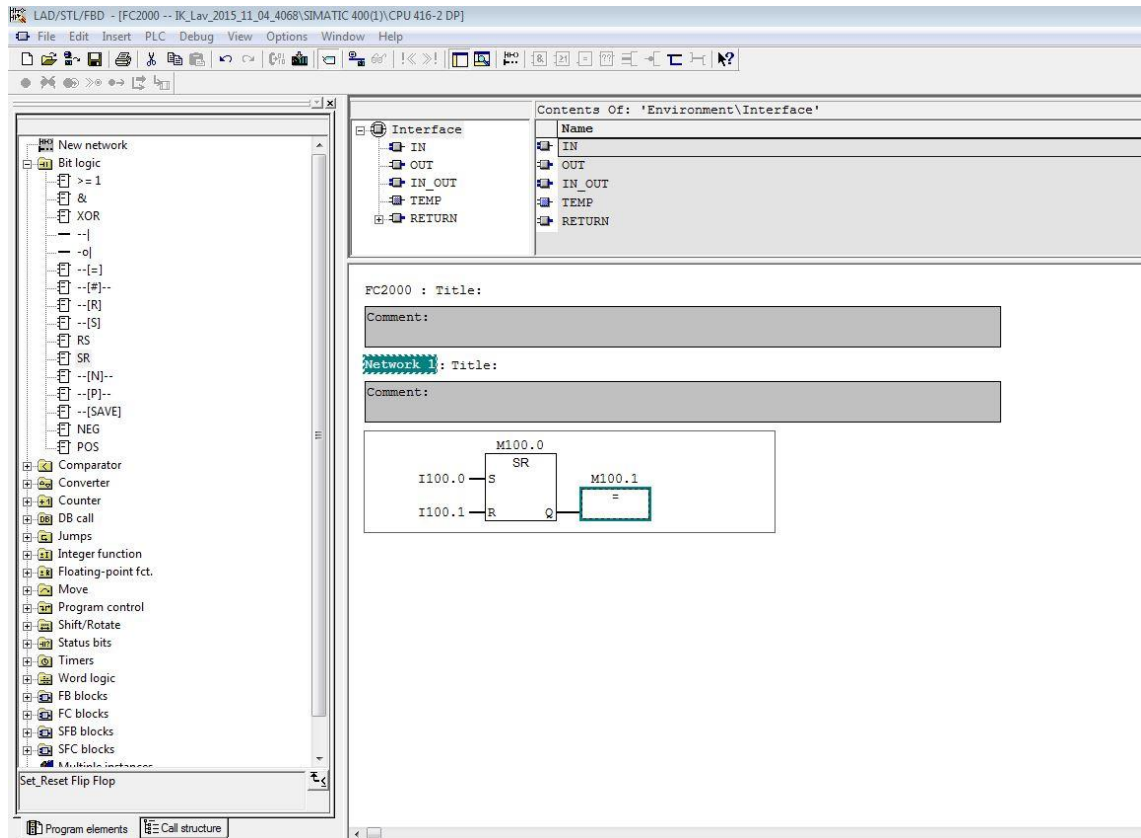 LAD/STL/FBD - [FC2000 -- IK_Lav_2015_11_04_4068\SIMATIC 400(1)\CPU 416-2 DP]
File Edit Insert PLC Debug View Options Window Help
New network
Bit logic
>=1
&
XOR
--|
-o|
--[=]
--[#]--
--[R]
--[S]
RS
SR
--[N]--
--[P]--
--[SAVE]
NEG
POS
Comparator
Converter
Counter
DB call
Jumps
Integer function
Floating-point fct.
Move
Program control
Shift/Rotate
Status bits
Timers
Word logic
FB blocks
FC blocks
SFB blocks
SFC blocks
Multiple instances
Set_Reset Flip Flop
Program elements
Call structure
Interface
IN
OUT
IN_OUT
TEMP
RETURN
Contents Of: 'Environment\Interface'
Name
IN
OUT
IN_OUT
TEMP
RETURN
FC2000 : Title:
Comment:
Network 1: Title:
Comment:
M100.0
SR
I100.0 S
M100.1
=
I100.1 R Q